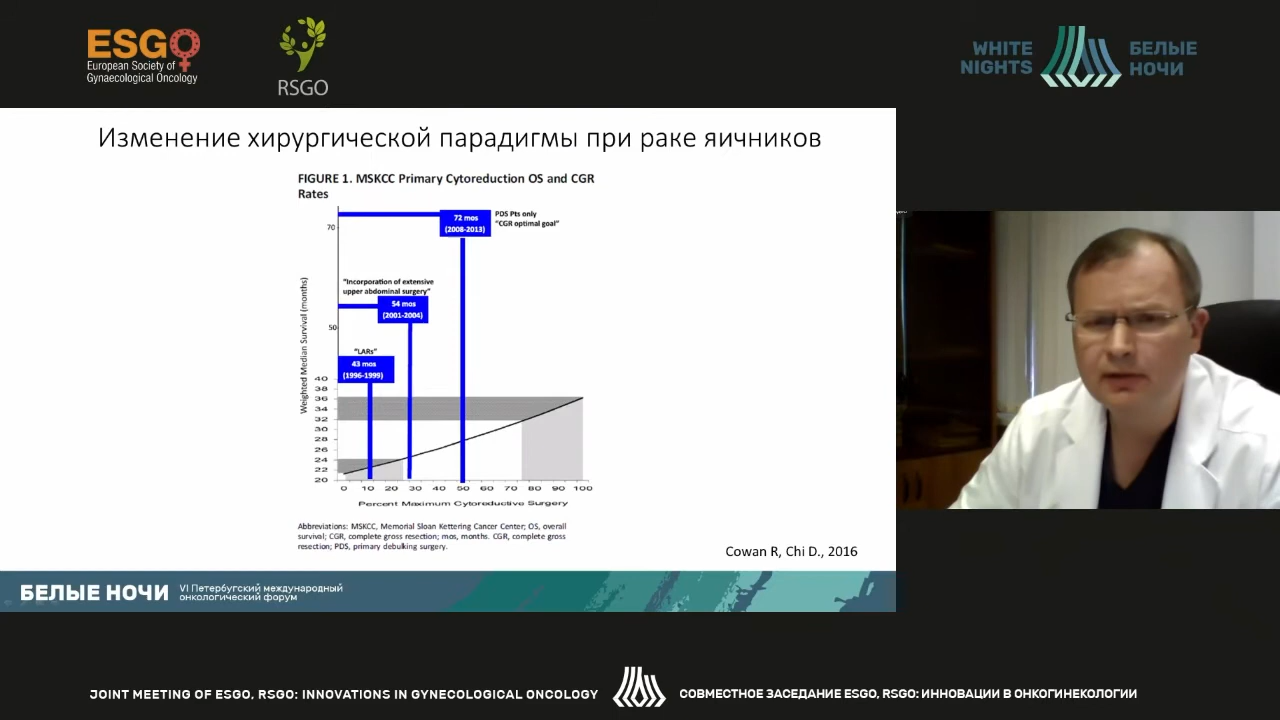 ESGO
European Society of
Gynaecological Oncology
RSGO
WHITE
NIGHTS
БЕЛЫЕ
НОЧИ
Изменение хирургической парадигмы при раке яичников
FIGURE 1. MSKCC Primary Cytoreduction OS and CGR
Rates
72 mos
(2008-2013)
PDS Pts only
"CGR optimal goal"
70
"Incorporation of extensive
upper abdominal surgery"
54 mos
(2001-2004)
50
"LARs"
43 mos
(1996-1999)
Weighted Median Survival (months)
40
38
36
34
32
30
28
26
24
22
20
0 10 20 30 40 50 60 70 80 90 100
Percent Maximum Cytoreductive Surgery
Abbreviations: MSKCC, Memorial Sloan Kettering Cancer Center; OS, overall
survival; CGR, complete gross resection; mos, months. CGR, complete gross
resection; PDS, primary debulking surgery.
Cowan R, Chi D., 2016
БЕЛЫЕ НОЧИ
VI Петербугский международный
онкологический форум
JOINT MEETING OF ESGO, RSGO: INNOVATIONS IN GYNECOLOGICAL ONCOLOGY
СОВМЕСТНОЕ ЗАСЕДАНИЕ ESGO, RSGO: ИННОВАЦИИ В ОНКОГИНЕКОЛОГИИ